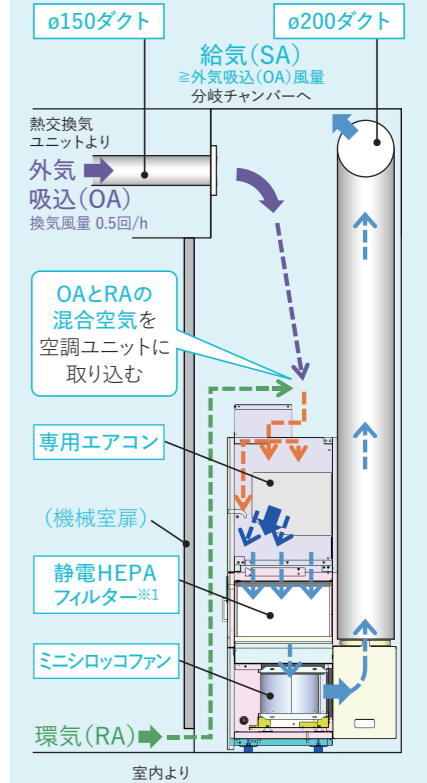 ø150ダクト
ø200ダクト
給気(SA)
≧外気吸込(OA)風量
分岐チャンバーへ
熱交換気
ユニットより
外気
吸込(OA)
換気風量 0.5回/h
OAとRAの
混合空気を
空調ユニットに
取り込む
専用エアコン
(機械室扉)
静電HEPA
フィルター※1
ミニシロッコファン
環気(RA)
室内より